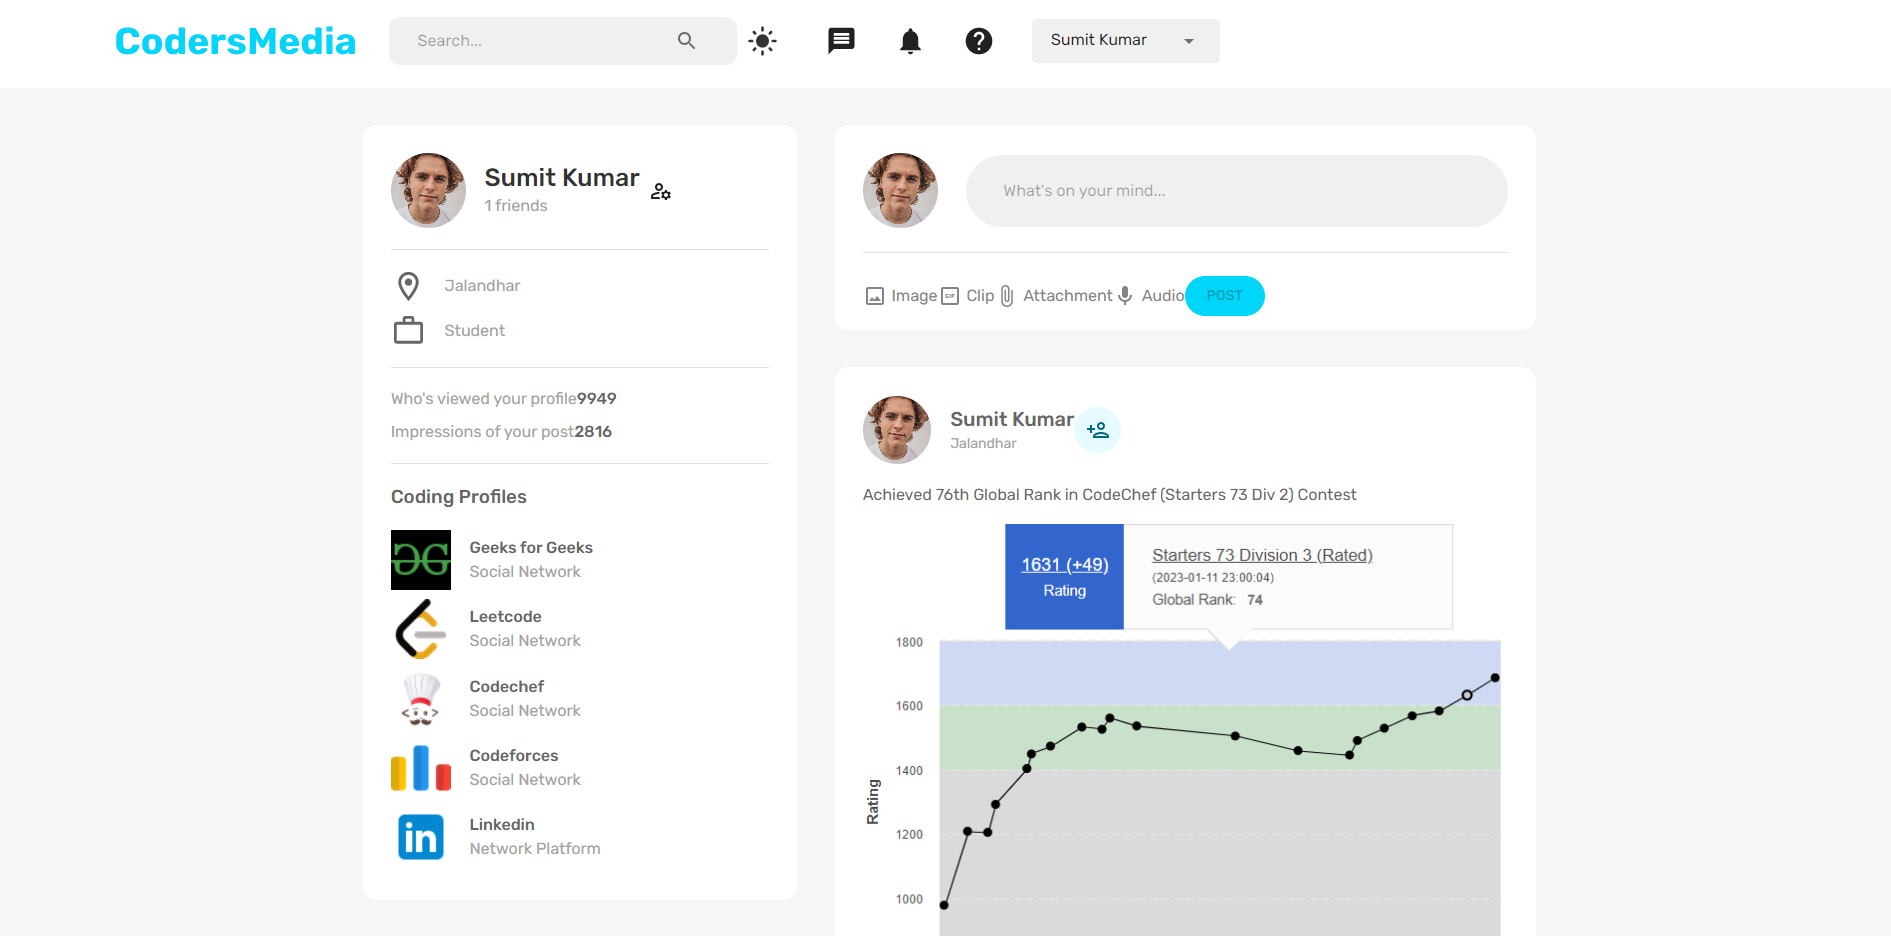 CodersMedia
Search...
Sumit Kumar
Sumit Kumar
1 friends
Jalandhar
Student
Who's viewed your profile9949
Impressions of your post2816
Coding Profiles
Geeks for Geeks
Social Network
Leetcode
Social Network
Codechef
Social Network
Codeforces
Social Network
in
Linkedin
Network Platform
What's on your mind...
Image GIF Clip Attachment Audio POST
Sumit Kumar
Jalandhar
Achieved 76th Global Rank in CodeChef (Starters 73 Div 2) Contest
1631 (+49)
Rating
Starters 73 Division 3 (Rated)
(2023-01-11 23:00:04)
Global Rank: 74
1800
1600
1400
1200
1000
Rating